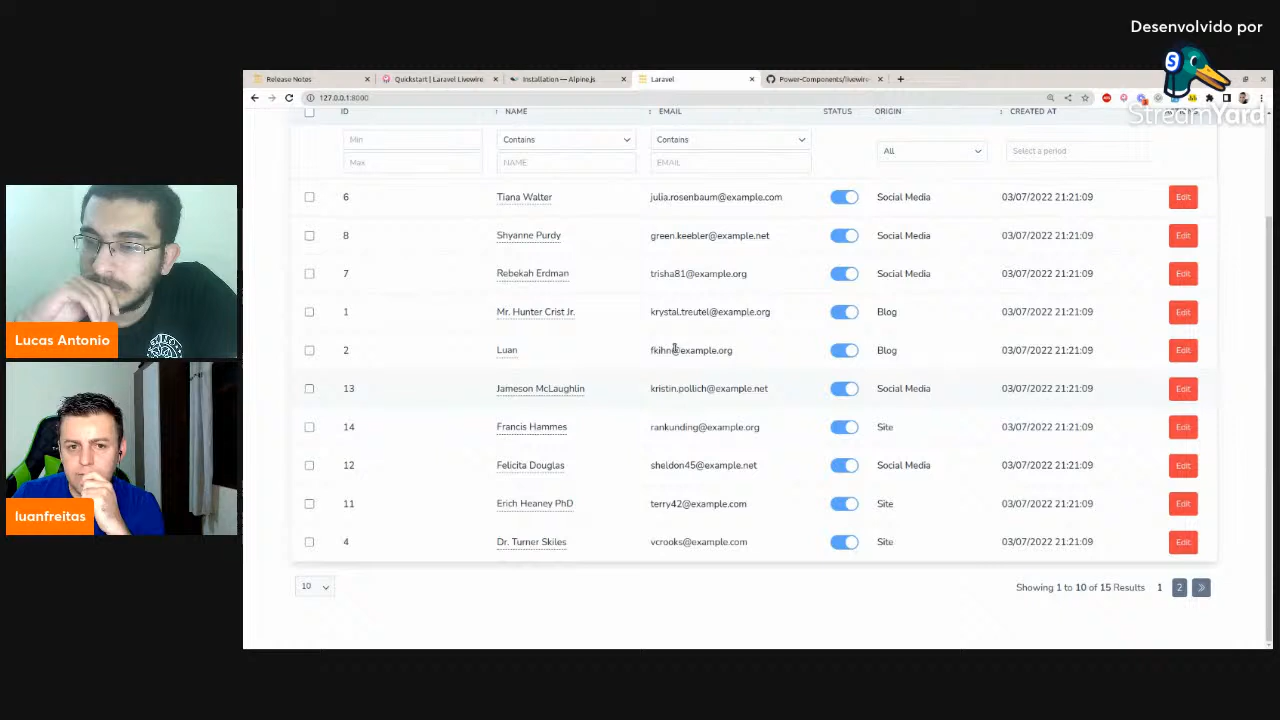 Desenvolvido por
S
StreamYard
Release Notes
Quickstart | Laravel Livewire
Installation — Alpine.js
Laravel
Power-Components/livewire-
127.0.0.1:8000
ID NAME EMAIL STATUS ORIGIN CREATED AT
Min Contains Contains All Select a period
Max NAME EMAIL
6 Tiana Walter julia.rosenbaum@example.com Social Media 03/07/2022 21:21:09 Edit
8 Shyanne Purdy green.keebler@example.net Social Media 03/07/2022 21:21:09 Edit
7 Rebekah Erdman trisha81@example.org Social Media 03/07/2022 21:21:09 Edit
1 Mr. Hunter Crist Jr. krystal.treutel@example.org Blog 03/07/2022 21:21:09 Edit
2 Luan fkihn@example.org Blog 03/07/2022 21:21:09 Edit
13 Jameson McLaughlin kristin.pollich@example.net Social Media 03/07/2022 21:21:09 Edit
14 Francis Hammes rankunding@example.org Site 03/07/2022 21:21:09 Edit
12 Felicita Douglas sheldon45@example.net Social Media 03/07/2022 21:21:09 Edit
11 Erich Heaney PhD terry42@example.com Site 03/07/2022 21:21:09 Edit
4 Dr. Turner Skiles vcrooks@example.com Site 03/07/2022 21:21:09 Edit
10 Showing 1 to 10 of 15 Results 1 2 »
Lucas Antonio
luanfreitas